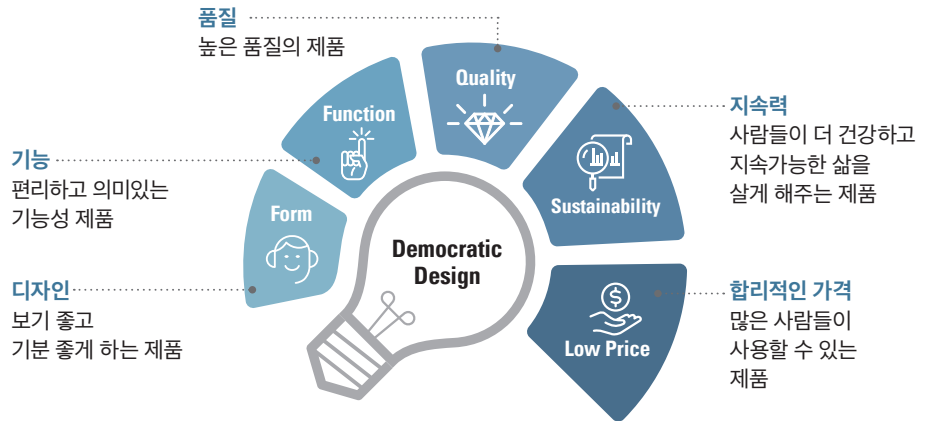 품질
높은 품질의 제품
Quality
Function
기능
편리하고 의미있는
기능성 제품
Form
디자인
보기 좋고
기분 좋게 하는 제품
Democratic
Design
지속력
사람들이 더 건강하고
지속가능한 삶을
살게 해주는 제품
Sustainability
합리적인 가격
많은 사람들이
사용할 수 있는
제품
$
Low Price